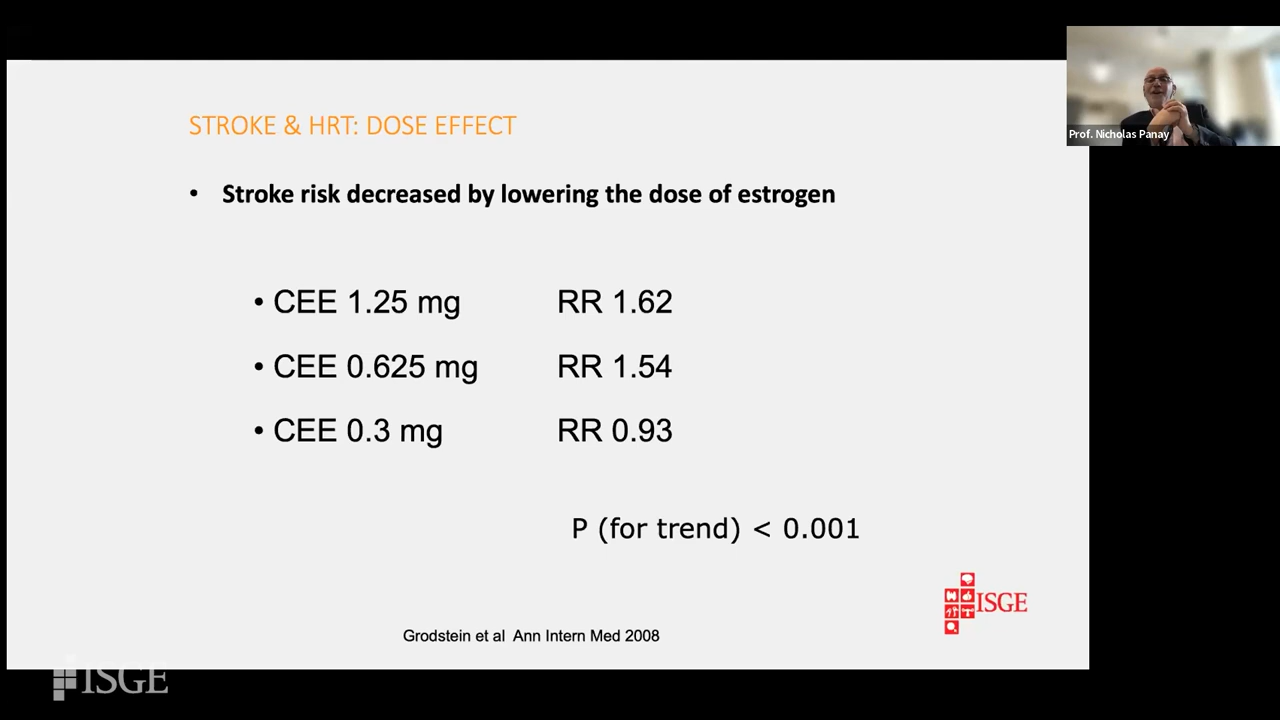 STROKE & HRT: DOSE EFFECT
• Stroke risk decreased by lowering the dose of estrogen
• CEE 1.25 mg RR 1.62
• CEE 0.625 mg RR 1.54
• CEE 0.3 mg RR 0.93
P (for trend) < 0.001
ISGE
Grodstein et al Ann Intern Med 2008
Prof. Nicholas Panay
ISGE